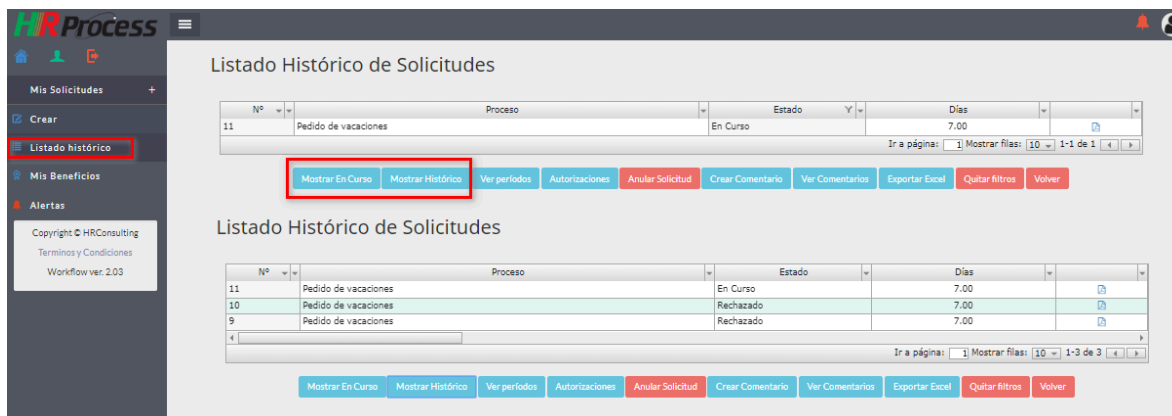 HR Process
Mis Solicitudes +
Crear
Listado histórico
Mis Beneficios
Alertas
Copyright © HRConsulting
Terminos y Condiciones
Workflow ver. 2.03
Listado Histórico de Solicitudes
Nº Proceso Estado Días
11 Pedido de vacaciones En Curso 7.00
Ir a página: 1 Mostrar filas: 10 1-1 de 1
Mostrar En Curso Mostrar Histórico Ver períodos Autorizaciones Anular Solicitud Crear Comentario Ver Comentarios Exportar Excel Quitar filtros Volver
Listado Histórico de Solicitudes
Nº Proceso Estado Días
11 Pedido de vacaciones En Curso 7.00
10 Pedido de vacaciones Rechazado 7.00
9 Pedido de vacaciones Rechazado 7.00
Ir a página: 1 Mostrar filas: 10 1-3 de 3
Mostrar En Curso Mostrar Histórico Ver períodos Autorizaciones Anular Solicitud Crear Comentario Ver Comentarios Exportar Excel Quitar filtros Volver